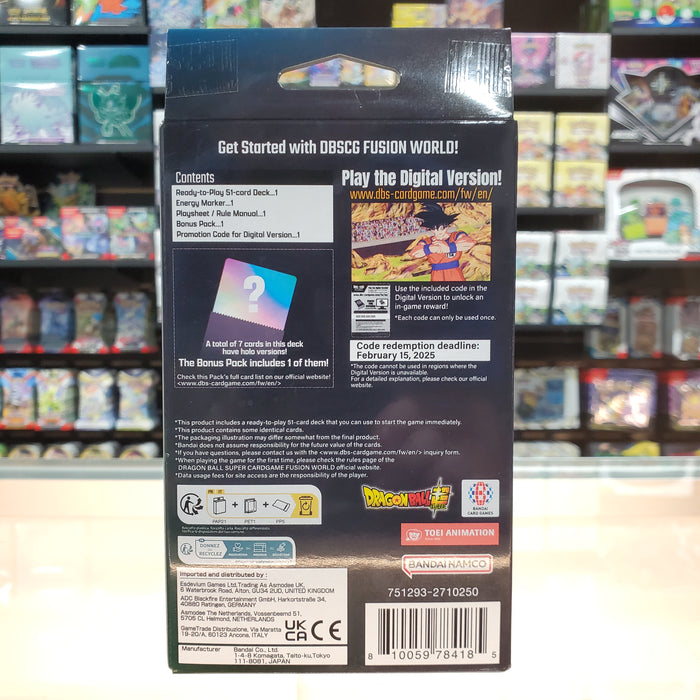 Get Started with DBSCG FUSION WORLD!
Contents
Ready-to-Play 51-card Deck...1
Energy Marker...1
Playsheet / Rule Manual...1
Bonus Pack...1
Promotion Code for Digital Version...1
?
A total of 7 cards in this deck
have holo versions!
The Bonus Pack includes 1 of them!
Check this Pack's full card list on our official website!
<www.dbs-cardgame.com/fw/en/>
Play the Digital Version!
www.dbs-cardgame.com/fw/en/
Use the included code in the
Digital Version to unlock an
in-game reward!
*Each code can only be used once.
Code redemption deadline:
February 15, 2025
*The code cannot be used in regions where the
Digital Version is unavailable.
For a detailed explanation, please check our official
website.
*This product includes a ready-to-play 51-card deck that you can use to start the game immediately.
*This product contains some identical cards.
*The packaging illustration may differ somewhat from the final product.
*Bandai does not assume responsibility for the future value of the cards.
*If you have questions, please contact us with the <www.dbs-cardgame.com/fw/en/> inquiry form.
*When playing the game for the first time, please check the rules page of the
DRAGON BALL SUPER CARDGAME FUSION WORLD official website.
*Data usage fees for site access are the responsibility of the player.
PAP21 + PET1 + PP5
DONNEZ
RECYCLEZ
DRAGON BALL
SUPER
BANDAI
CARD GAMES
TOEI ANIMATION
BANDAI NAMCO
Imported and distributed by :
Esdevium Games Ltd.Trading As Asmodee UK,
6 Waterbrook Road, Alton, GU34 2UD, UNITED KINGDOM
ADC Blackfire Entertainment GmbH, Harkortstraße 34,
40880 Ratingen, GERMANY
Asmodee The Netherlands, Vossenbeemd 51,
5705 CL Helmond, NETHERLANDS
GameTrade Distribuzione, Via Maratta
19-20/A, 60123 Ancona, ITALY
UK
CA CE
Manufacturer
Bandai Co., Ltd.
1-4-8 Komagata, Taito-ku,Tokyo
111-8081, JAPAN
751293-2710250
8 10059 78418 5